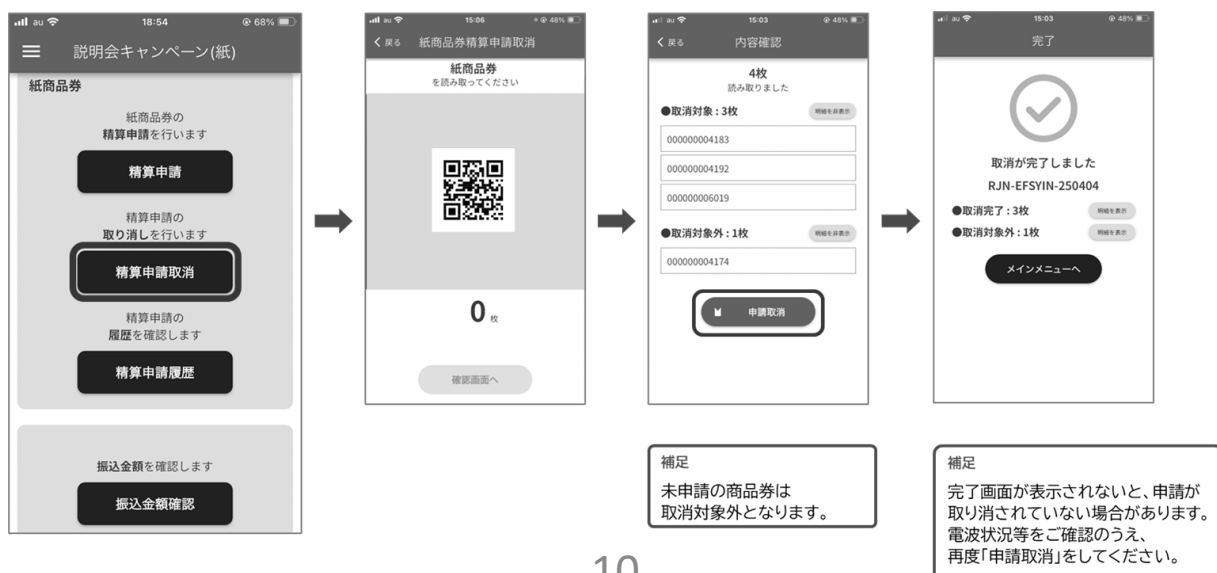 au
18:54
68%
説明会キャンペーン(紙)
紙商品券
紙商品券の
精算申請を行います
精算申請
精算申請の
取り消しを行います
精算申請取消
精算申請の
履歴を確認します
精算申請履歴
振込金額を確認します
振込金額確認
au
15:06
48%
戻る
紙商品券精算申請取消
紙商品券
を読み取ってください
0 枚
確認画面へ
au
15:03
48%
戻る
内容確認
4枚
読み取りました
●取消対象:3枚
明細を非表示
000000004183
000000004192
000000006019
●取消対象外:1枚
明細を非表示
000000004174
申請取消
補足
未申請の商品券は
取消対象外となります。
au
15:03
48%
完了
取消が完了しました
RJN-EFSYIN-250404
●取消完了:3枚
明細を表示
●取消対象外:1枚
明細を表示
メインメニューへ
補足
完了画面が表示されないと、申請が
取り消されていない場合があります。
電波状況等をご確認のうえ、
再度「申請取消」をしてください。
10